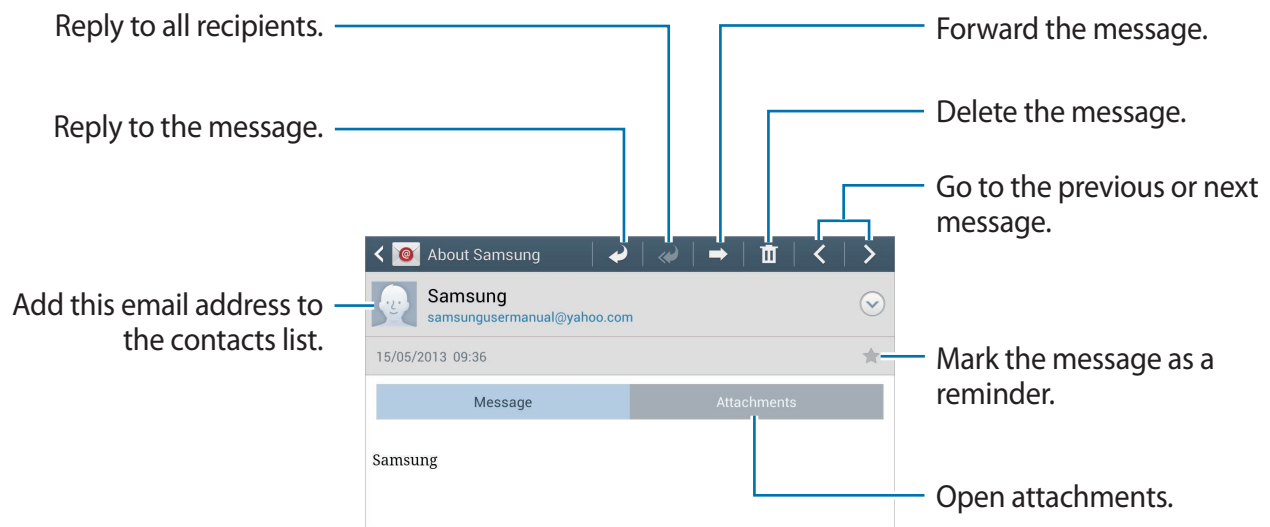 Reply to all recipients.
Forward the message.
Reply to the message.
Delete the message.
Go to the previous or next
message.
About Samsung
Samsung
samsungusermanual@yahoo.com
Add this email address to
the contacts list.
15/05/2013 09:36
Mark the message as a
reminder.
Message
Attachments
Samsung
Open attachments.